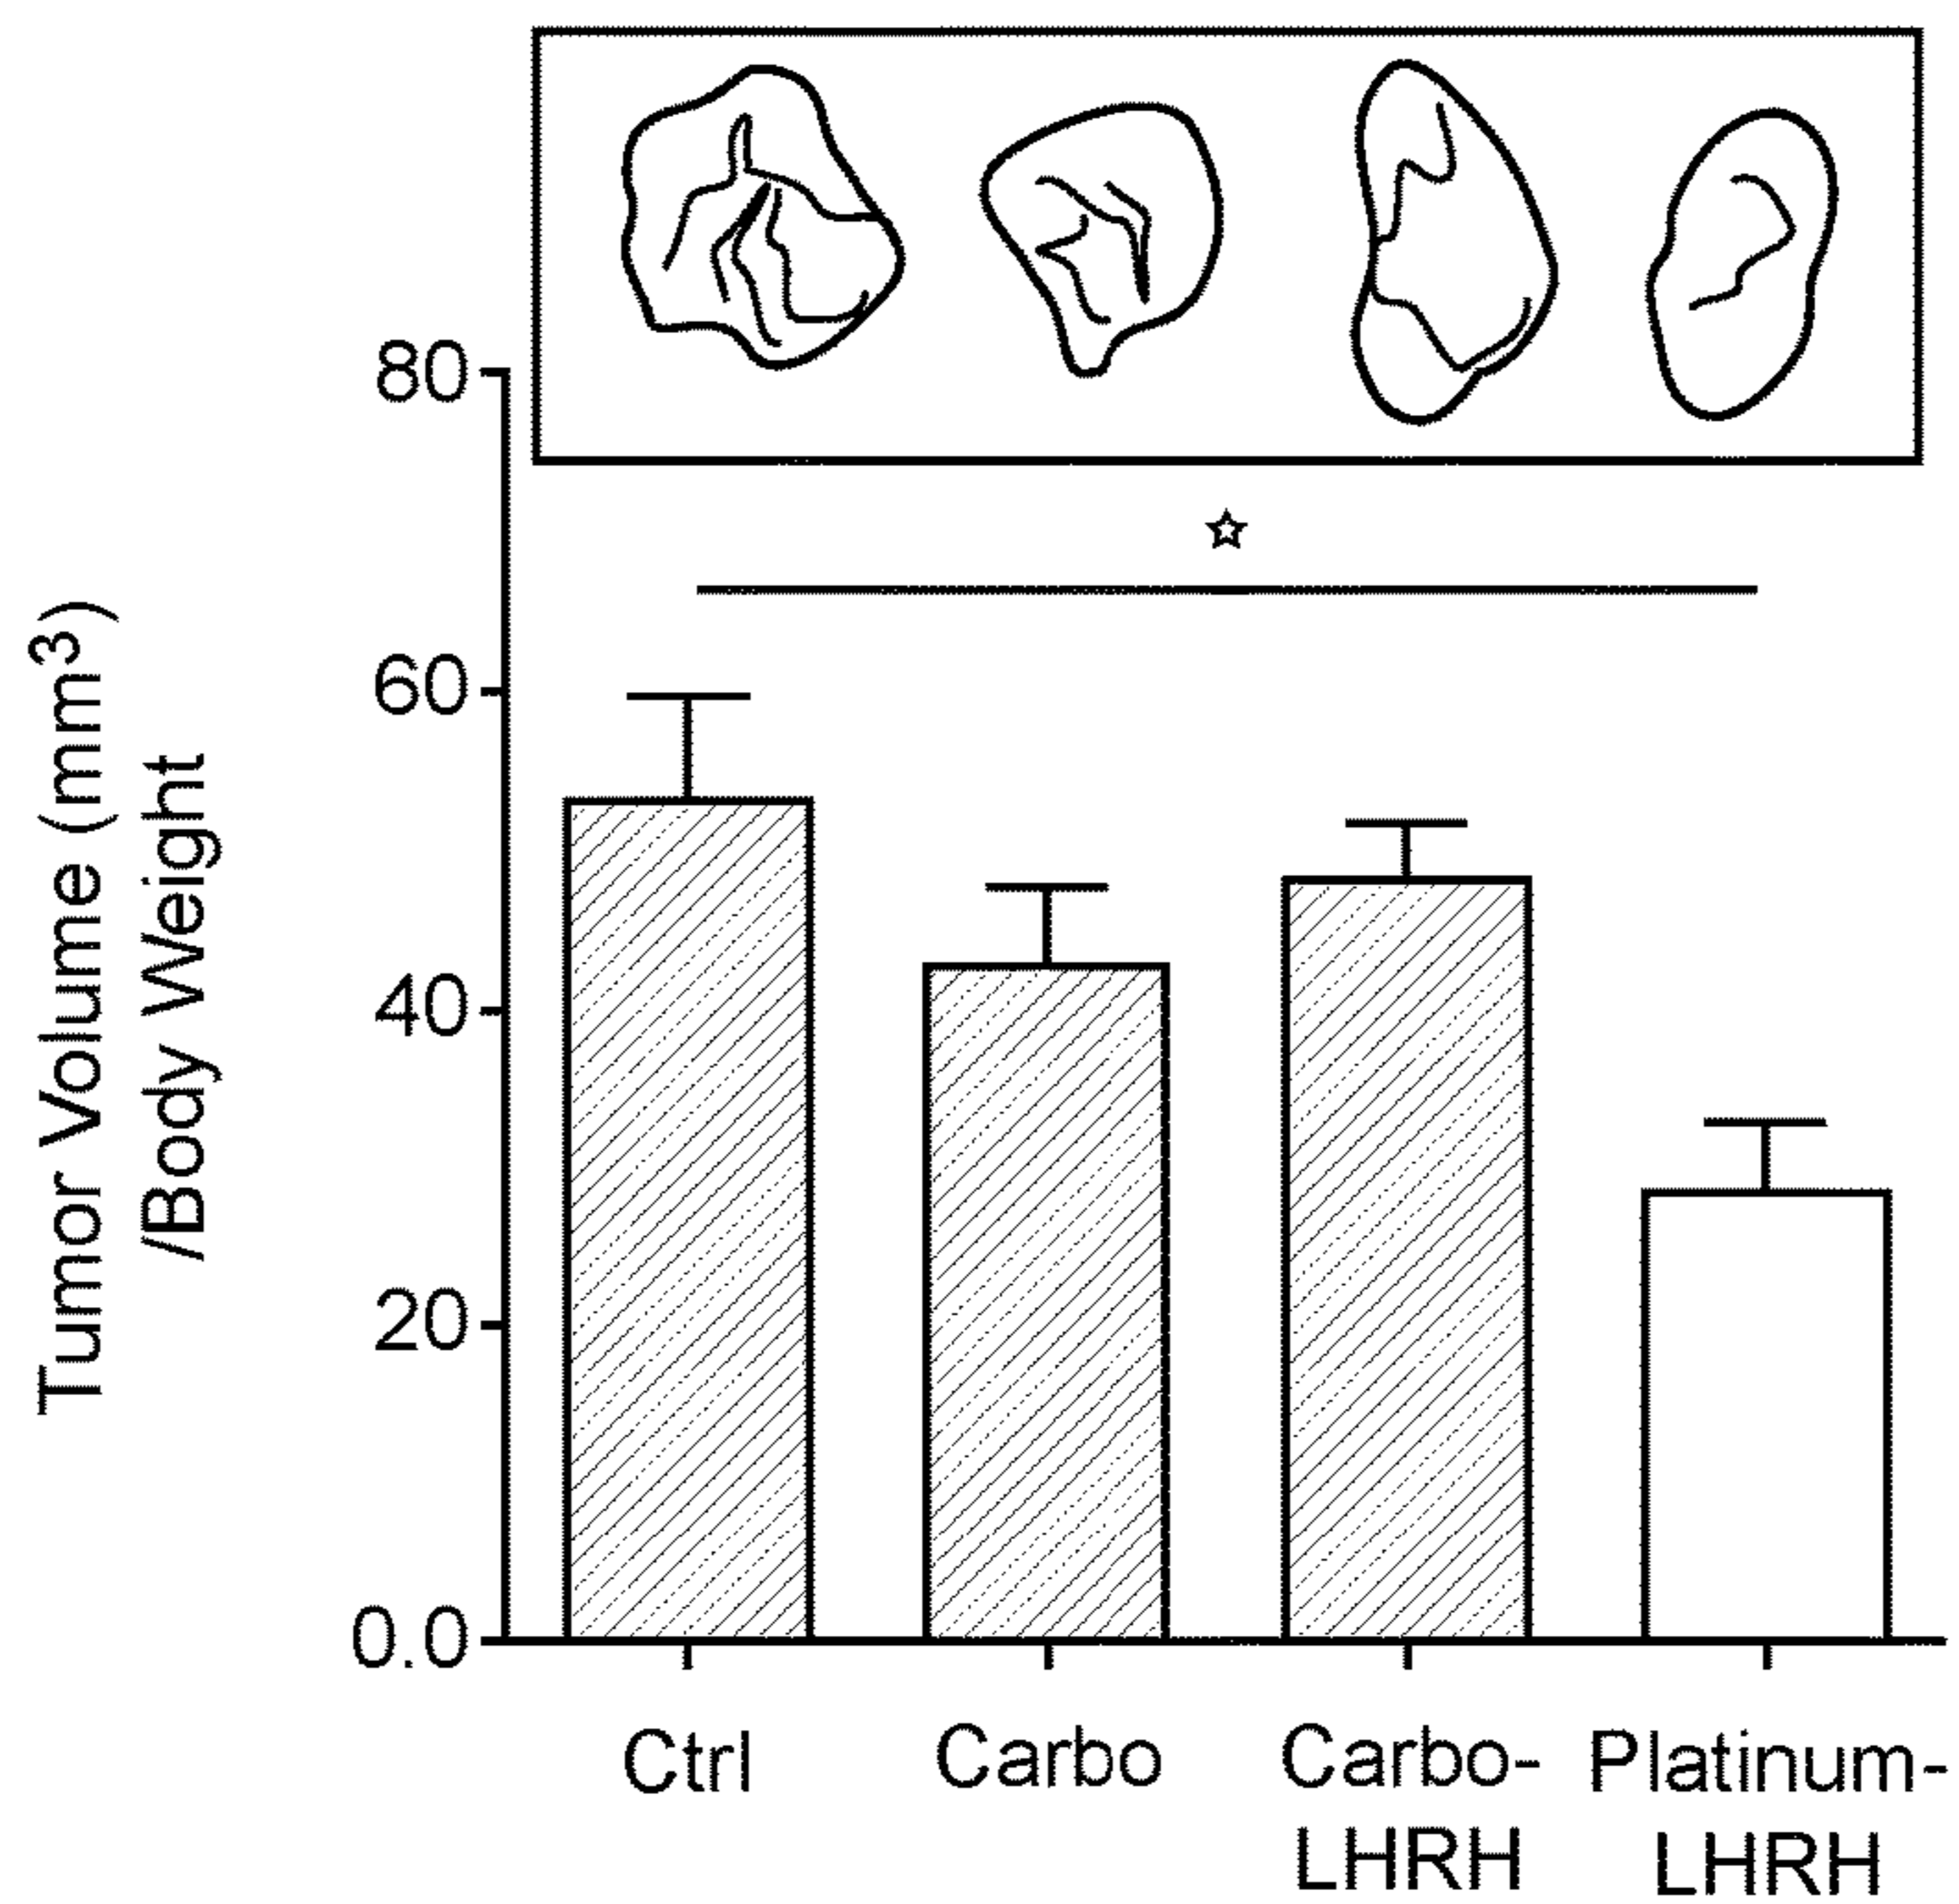 ☆
80
60
40
20
0.0
Tumor Volume (mm³)
/Body Weight
Ctrl
Carbo
Carbo-
LHRH
Platinum-
LHRH